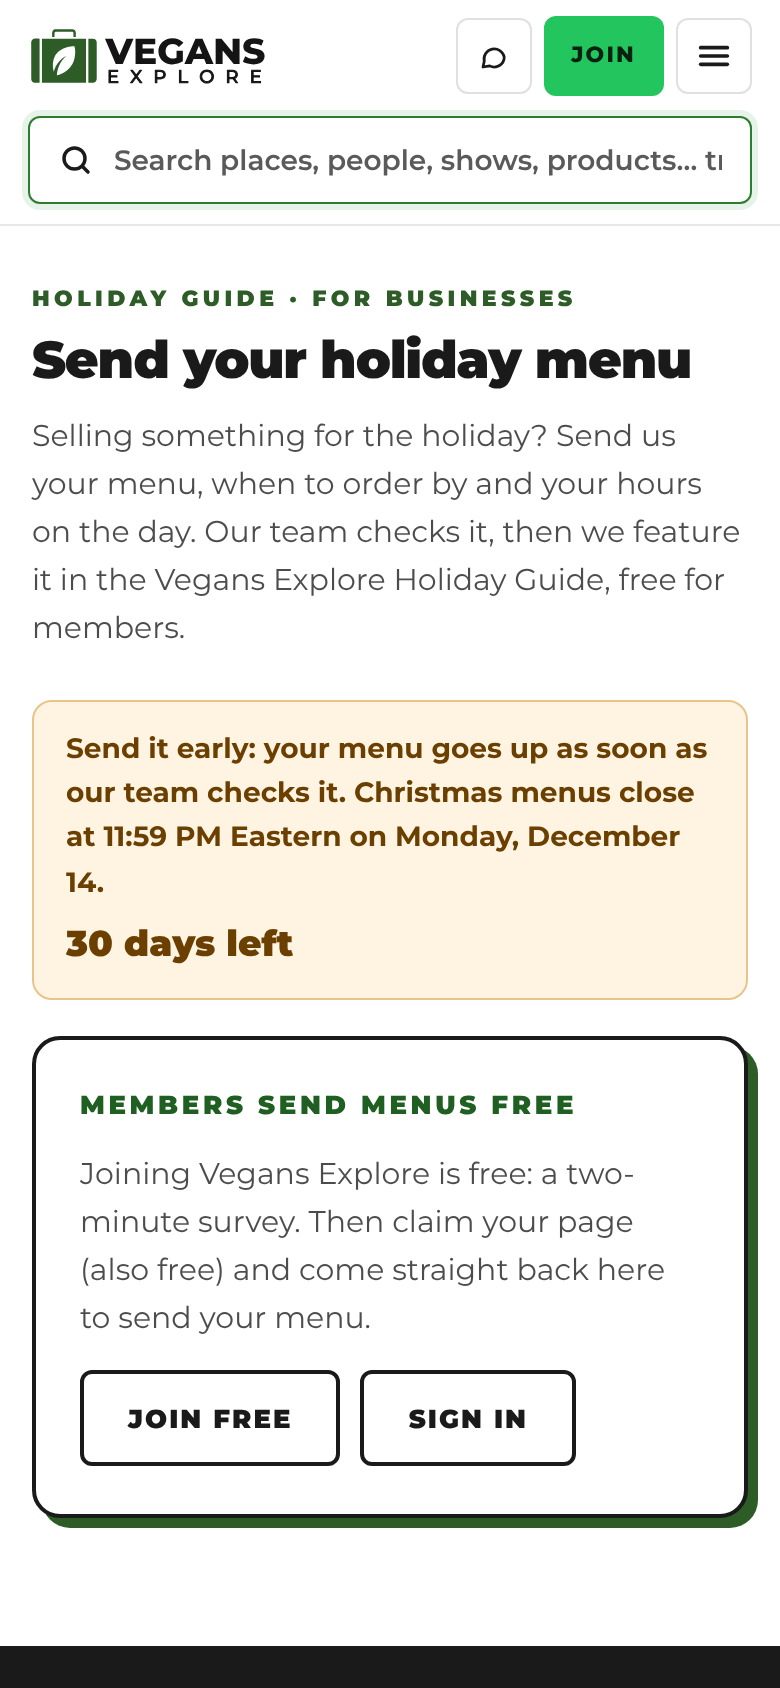 VEGANS
EXPLORE
JOIN
Search places, people, shows, products... tr
HOLIDAY GUIDE • FOR BUSINESSES
Send your holiday menu
Selling something for the holiday? Send us
your menu, when to order by and your hours
on the day. Our team checks it, then we feature
it in the Vegans Explore Holiday Guide, free for
members.
Send it early: your menu goes up as soon as
our team checks it. Christmas menus close
at 11:59 PM Eastern on Monday, December
14.
30 days left
MEMBERS SEND MENUS FREE
Joining Vegans Explore is free: a two-
minute survey. Then claim your page
(also free) and come straight back here
to send your menu.
JOIN FREE
SIGN IN